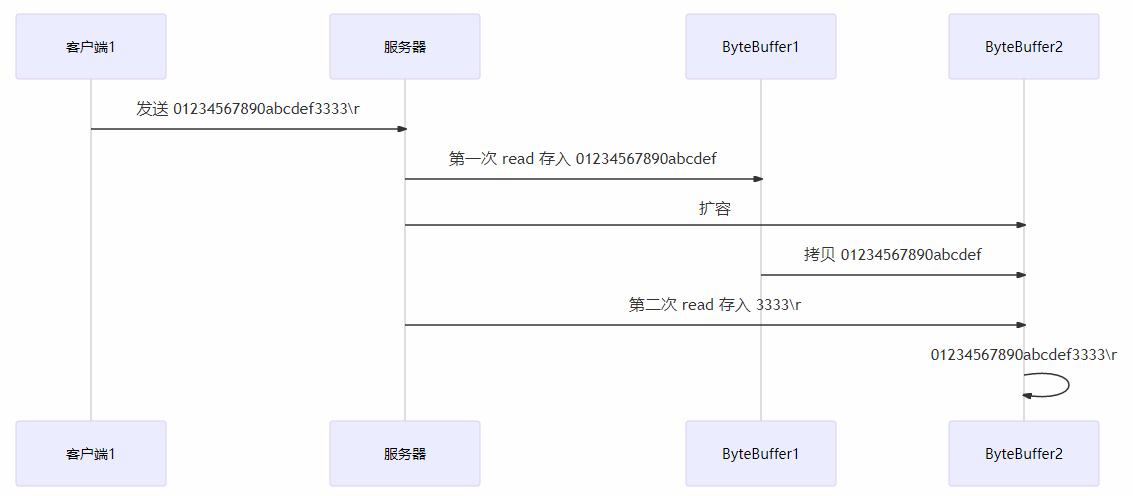 客户端1
服务器
ByteBuffer1
ByteBuffer2
发送 01234567890abcdef3333\r
第一次 read 存入 01234567890abcdef
扩容
拷贝 01234567890abcdef
第二次 read 存入 3333\r
01234567890abcdef3333\r
客户端1
服务器
ByteBuffer1
ByteBuffer2